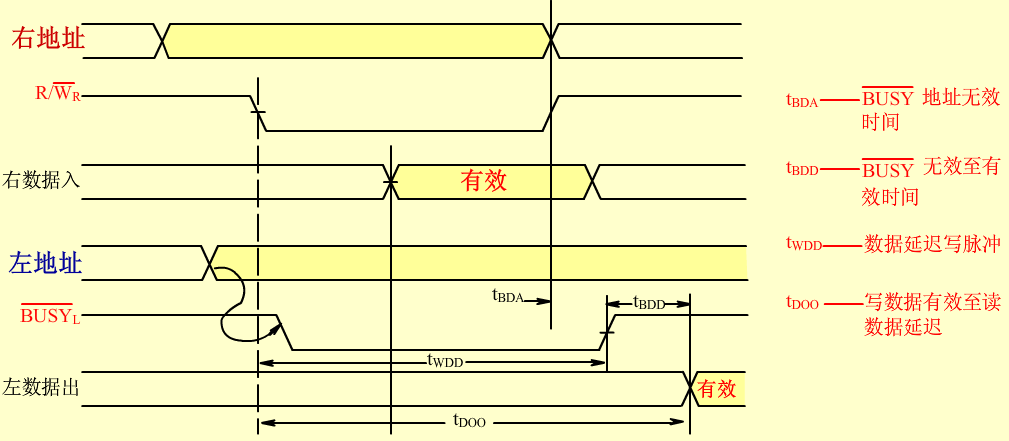 右地址
R/W̅R
右数据入
有效
左地址
BUSYL
左数据出
有效
tBDA
tBDD
tWDD
tDOO
tBDA BUSY 地址无效
时间
tBDD BUSY 无效至有
效时间
tWDD 数据延迟写脉冲
tDOO 写数据有效至读
数据延迟